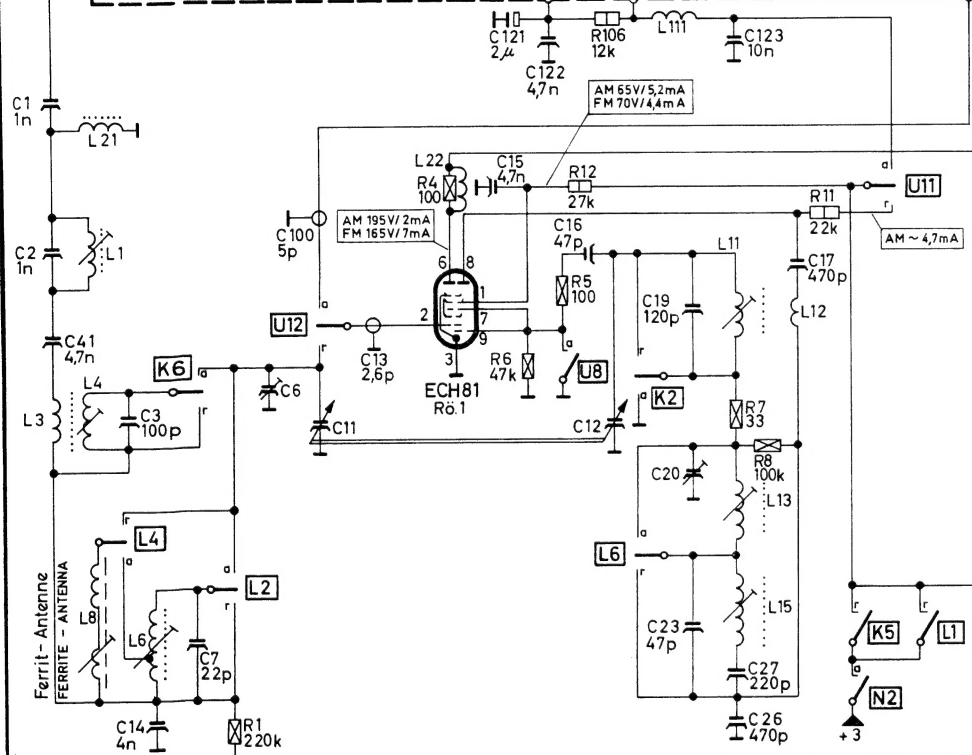 C121
2µ
R106
12k
L111
C123
10n
C122
4,7n
AM 65V/5,2mA
FM 70V/4,4mA
C1
1n
L21
L22
C15
4,7n
R4
100
R12
27k
a
U11
r
R11
22k
AM ~ 4,7mA
AM 195V/2mA
FM 165V/7mA
C100
5p
C16
47p
C2
1n
L1
6
8
L11
C17
470p
R5
100
1
C19
120p
L12
a
U12
r
2
7
9
C13
2,6p
3
ECH81
Rö.1
R6
47k
a
U8
r
K2
a
C41
4,7n
K6
a
r
C6
L4
L3
C3
100p
C11
C12
R7
33
R8
100k
C20
L13
r
L4
a
a
L6
r
a
L2
r
L8
L6
C7
22p
C23
47p
L15
C27
220p
r
K5
r
L1
a
N2
+3
Ferrit-Antenne
FERRITE-ANTENNA
C14
4n
R1
220k
C26
470p